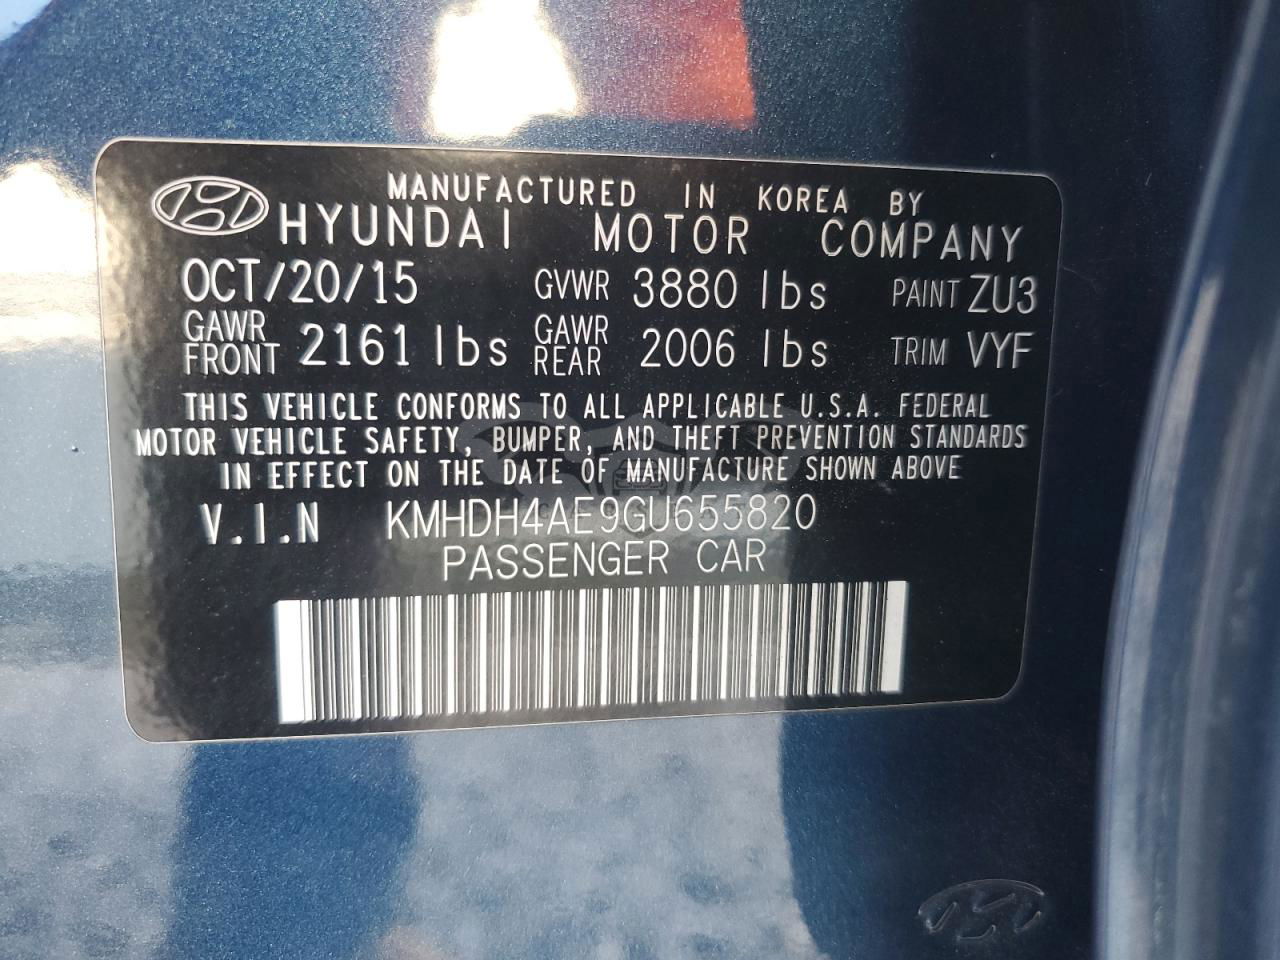 MANUFACTURED IN KOREA BY
HYUNDAI MOTOR COMPANY
OCT/20/15 GVWR 3880 lbs PAINT ZU3
GAWR FRONT 2161 lbs GAWR REAR 2006 lbs TRIM VYF
THIS VEHICLE CONFORMS TO ALL APPLICABLE U.S.A. FEDERAL
MOTOR VEHICLE SAFETY, BUMPER, AND THEFT PREVENTION STANDARDS
IN EFFECT ON THE DATE OF MANUFACTURE SHOWN ABOVE
V.I.N KMHDH4AE9GU655820
PASSENGER CAR